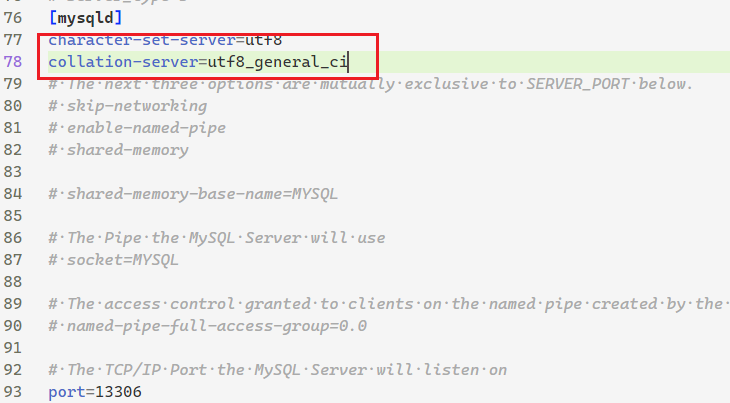 76 [mysqld]
77 character-set-server=utf8
78 collation-server=utf8_general_ci
79 # The next three options are mutually exclusive to SERVER_PORT below.
80 # skip-networking
81 # enable-named-pipe
82 # shared-memory
83
84 # shared-memory-base-name=MYSQL
85
86 # The Pipe the MySQL Server will use
87 # socket=MYSQL
88
89 # The access control granted to clients on the named pipe created by the
90 # named-pipe-full-access-group=0.0
91
92 # The TCP/IP Port the MySQL Server will listen on
93 port=13306